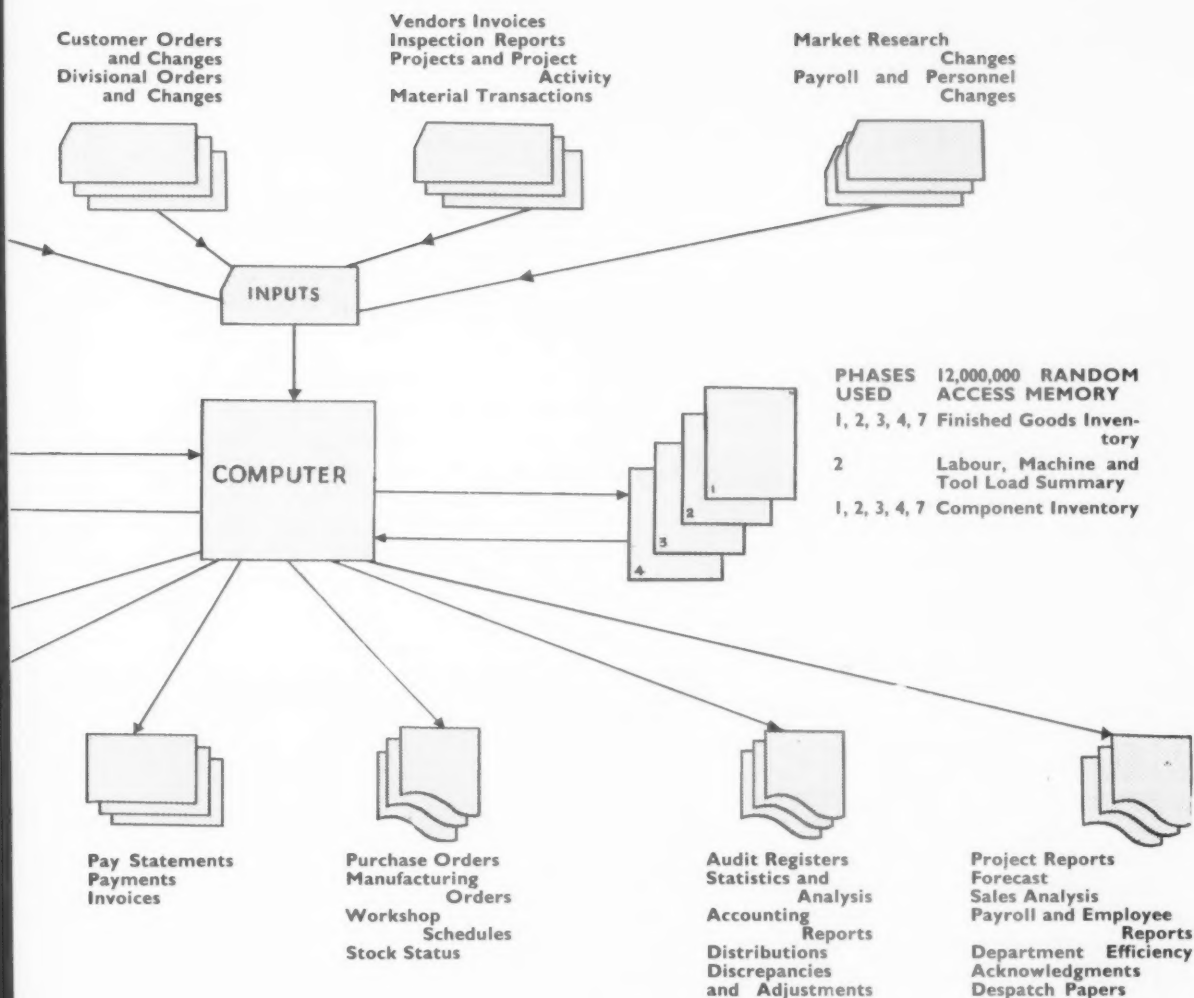 Customer Orders
and Changes
Divisional Orders
and Changes
Vendors Invoices
Inspection Reports
Projects and Project
Activity
Material Transactions
Market Research
Changes
Payroll and Personnel
Changes
INPUTS
COMPUTER
1
2
3
4
PHASES 12,000,000 RANDOM
USED ACCESS MEMORY
1, 2, 3, 4, 7 Finished Goods Inven-
tory
2 Labour, Machine and
Tool Load Summary
1, 2, 3, 4, 7 Component Inventory
Pay Statements
Payments
Invoices
Purchase Orders
Manufacturing
Orders
Workshop
Schedules
Stock Status
Audit Registers
Statistics and
Analysis
Accounting
Reports
Distributions
Discrepancies
and Adjustments
Project Reports
Forecast
Sales Analysis
Payroll and Employee
Reports
Department Efficiency
Acknowledgments
Despatch Papers